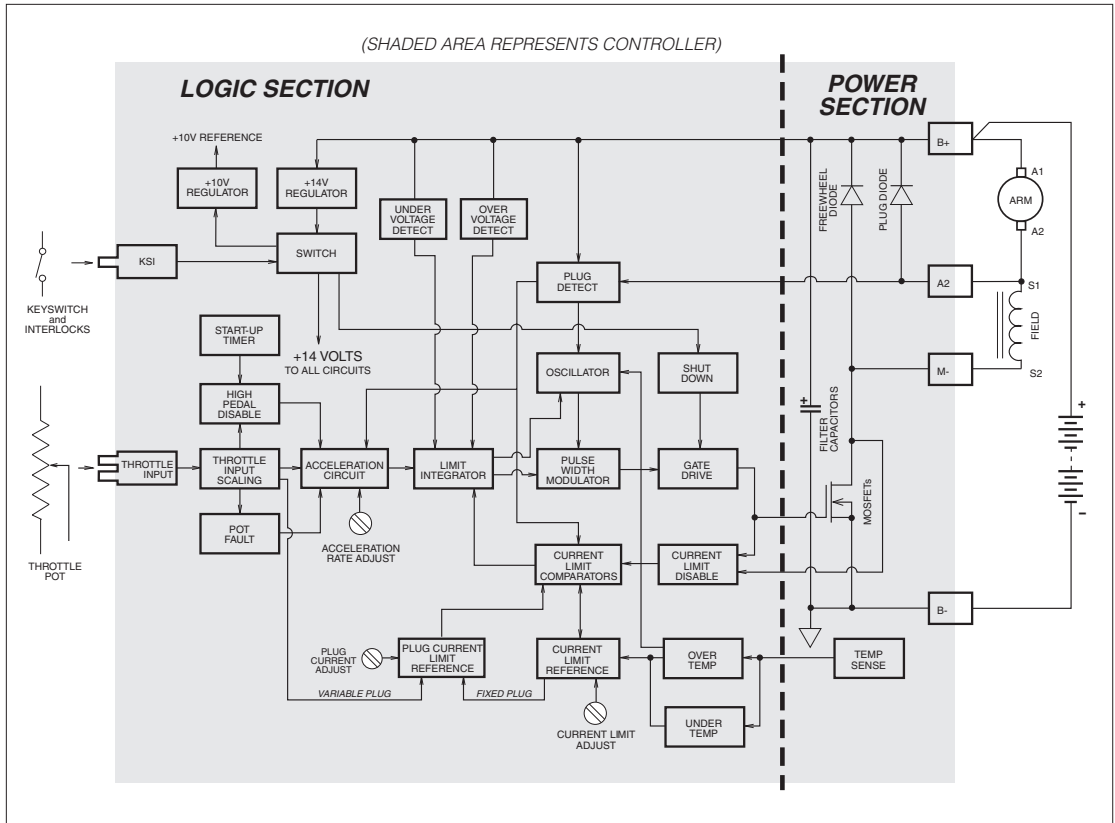 (SHADED AREA REPRESENTS CONTROLLER)
LOGIC SECTION
POWER
SECTION
+10V REFERENCE
+10V
REGULATOR
+14V
REGULATOR
UNDER
VOLTAGE
DETECT
OVER
VOLTAGE
DETECT
FREEWHEEL
DIODE
PLUG DIODE
B+
A1
ARM
A2
KSI
SWITCH
PLUG
DETECT
A2
S1
FIELD
S2
KEYSWITCH
and
INTERLOCKS
START-UP
TIMER
+14 VOLTS
TO ALL CIRCUITS
OSCILLATOR
SHUT
DOWN
M-
HIGH
PEDAL
DISABLE
+
FILTER
CAPACITORS
+
THROTTLE
INPUT
THROTTLE
INPUT
SCALING
ACCELERATION
CIRCUIT
LIMIT
INTEGRATOR
PULSE
WIDTH
MODULATOR
GATE
DRIVE
MOSFETs
-
POT
FAULT
ACCELERATION
RATE ADJUST
THROTTLE
POT
CURRENT
LIMIT
COMPARATORS
CURRENT
LIMIT
DISABLE
B-
PLUG
CURRENT
ADJUST
PLUG CURRENT
LIMIT
REFERENCE
CURRENT
LIMIT
REFERENCE
OVER
TEMP
TEMP
SENSE
VARIABLE PLUG
FIXED PLUG
UNDER
TEMP
CURRENT LIMIT
ADJUST